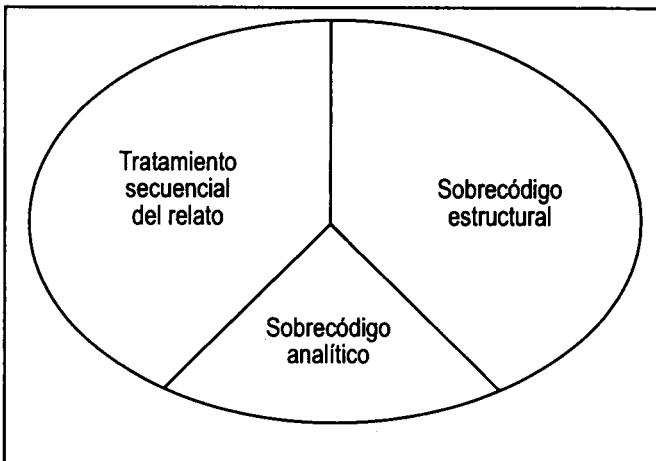 Tratamiento
secuencial
del relato
Sobrecódigo
estructural
Sobrecódigo
analítico